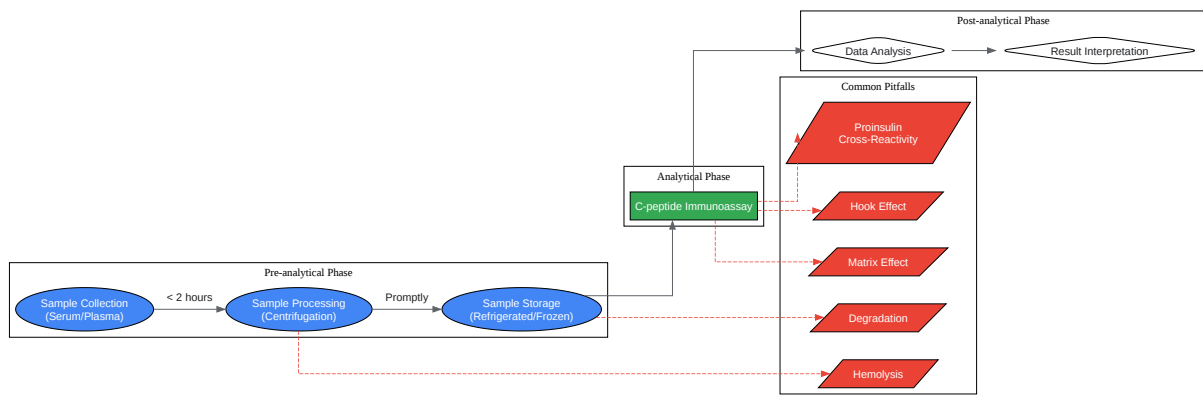 Post-analytical Phase
Data Analysis
Result Interpretation
Common Pitfalls
Proinsulin
Cross-Reactivity
Analytical Phase
C-peptide Immunoassay
Hook Effect
Matrix Effect
Pre-analytical Phase
Sample Collection
(Serum/Plasma)
< 2 hours
Sample Processing
(Centrifugation)
Promptly
Sample Storage
(Refrigerated/Frozen)
Degradation
Hemolysis